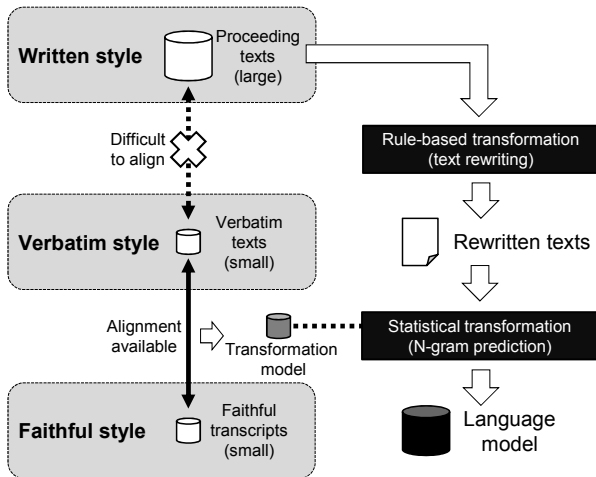 Written style
Proceeding
texts
(large)
Difficult
to align
Rule-based transformation
(text rewriting)
Verbatim style
Verbatim
texts
(small)
Rewritten texts
Alignment
available
Transformation
model
Statistical transformation
(N-gram prediction)
Faithful style
Faithful
transcripts
(small)
Language
model